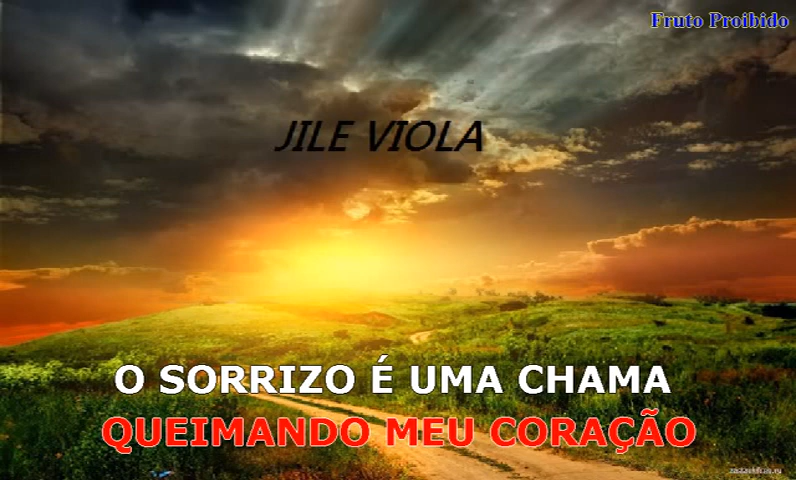 Fruto Proibido
JILE VIOLA
O SORRIZO É UMA CHAMA
QUEIMANDO MEU CORAÇÃO